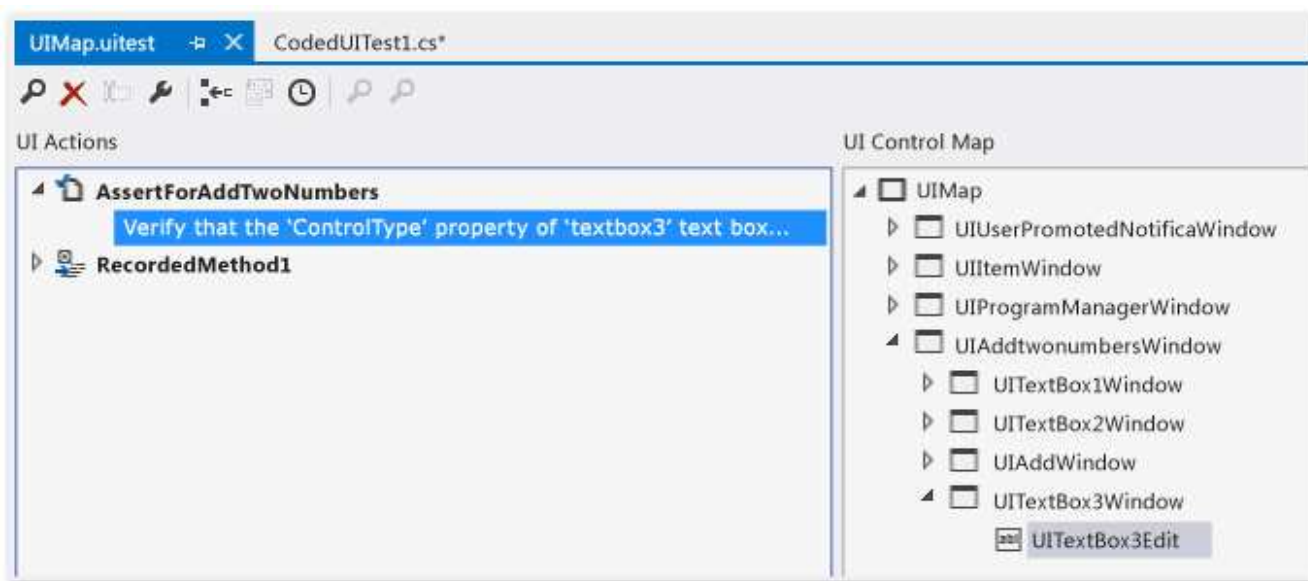 UIMap.uitest CodedUITest1.cs*
UI Actions
AssertForAddTwoNumbers
Verify that the 'ControlType' property of 'textbox3' text box...
RecordedMethod1
UI Control Map
UIMap
UIUserPromotedNotificaWindow
UIItemWindow
UIProgramManagerWindow
UIAddtwonumbersWindow
UITextBox1Window
UITextBox2Window
UIAddWindow
UITextBox3Window
UITextBox3Edit